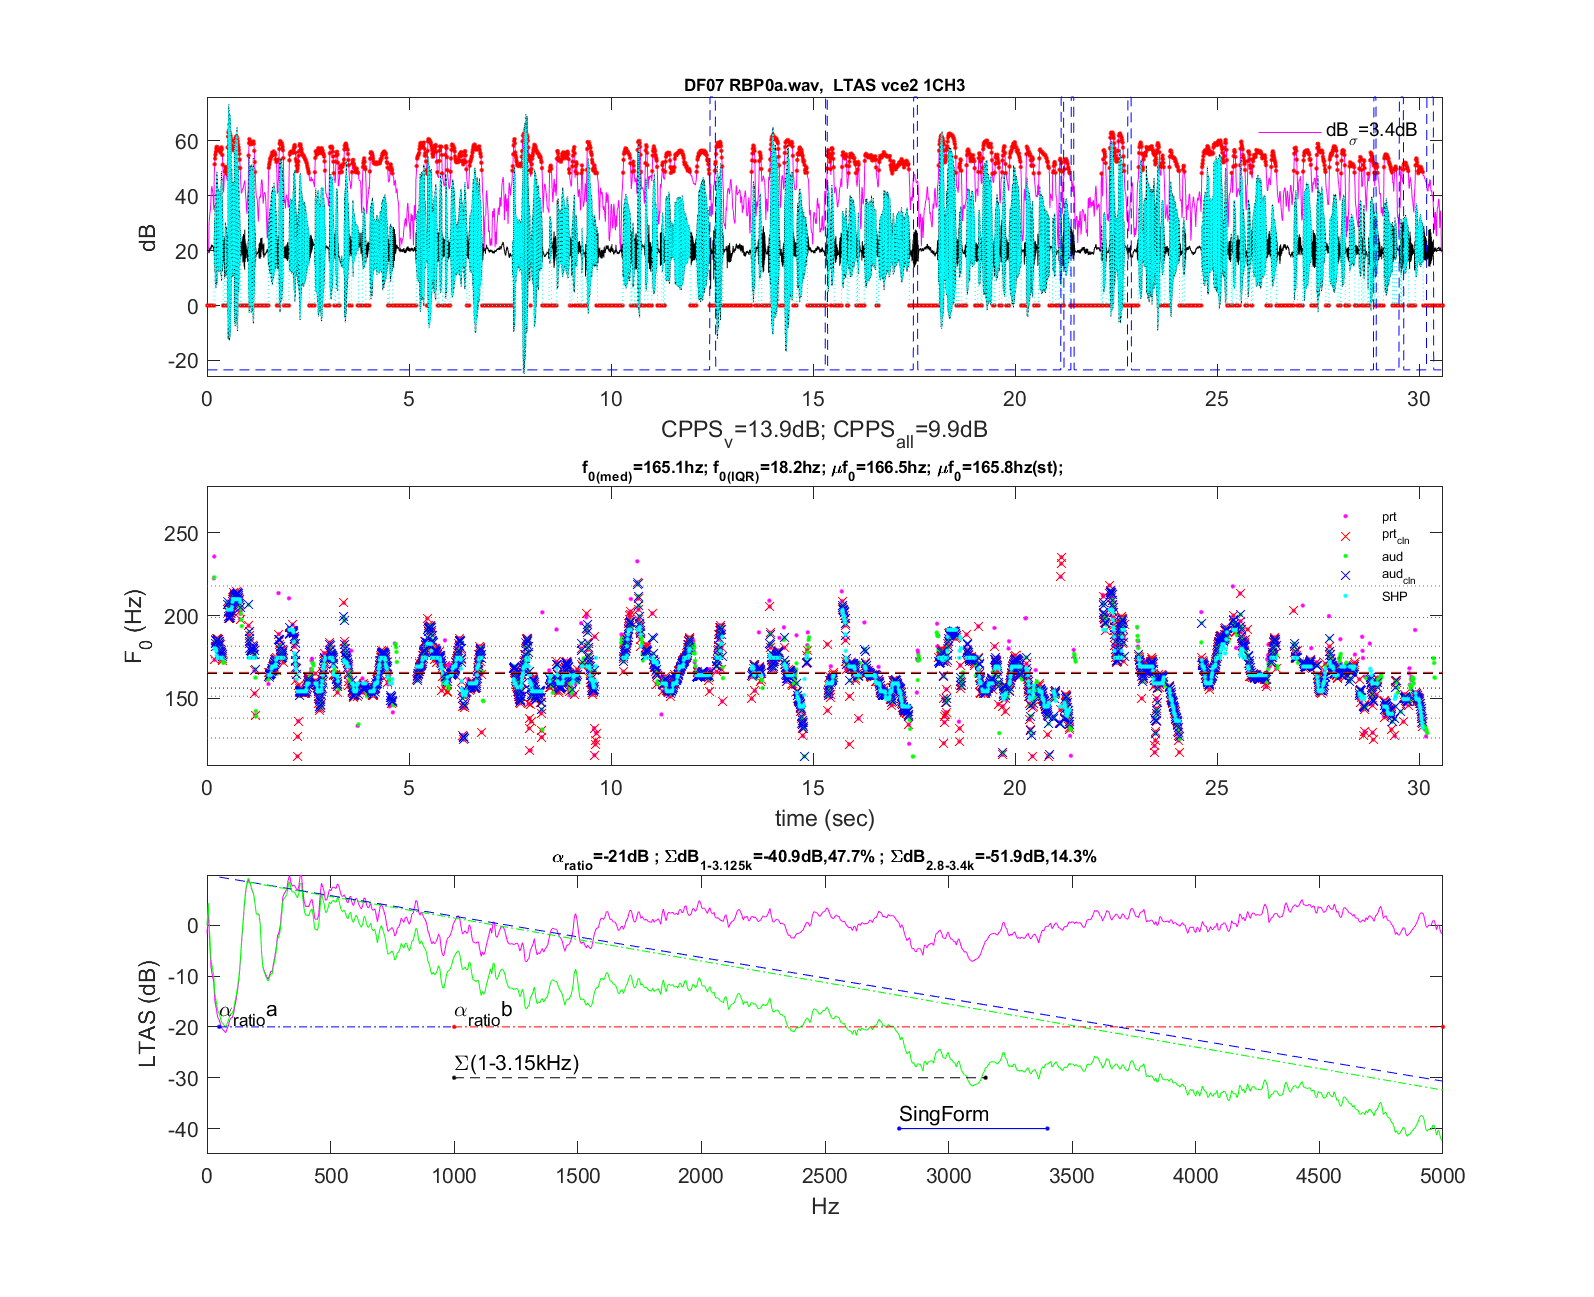 DF07 RBP0a.wav,  LTAS vce2 1CH3
dB
60
40
20
0
-20
dBσ=3.4dB
0 5 10 15 20 25 30
CPPSv=13.9dB; CPPSall=9.9dB
f0(med)=165.1hz; f0(IQR)=18.2hz; μf0=166.5hz; μf0=165.8hz(st);
F0 (Hz)
250
200
150
prt
prtcln
aud
audcln
SHP
0 5 10 15 20 25 30
time (sec)
αratio=-21dB ; ΣdB1-3.125k=-40.9dB,47.7% ; ΣdB2.8-3.4k=-51.9dB,14.3%
LTAS (dB)
0
-10
-20
-30
-40
αratioa
αratiob
Σ(1-3.15kHz)
SingForm
0 500 1000 1500 2000 2500 3000 3500 4000 4500 5000
Hz